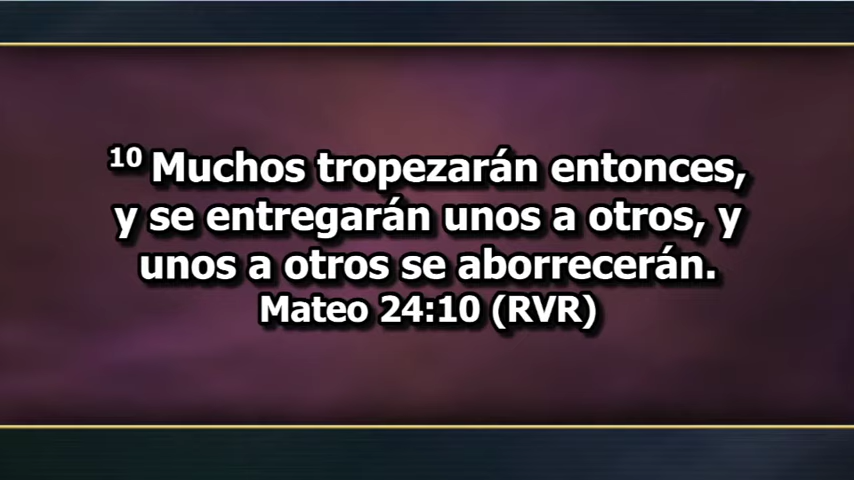 10 Muchos tropezarán entonces,
y se entregarán unos a otros, y
unos a otros se aborrecerán.
Mateo 24:10 (RVR)